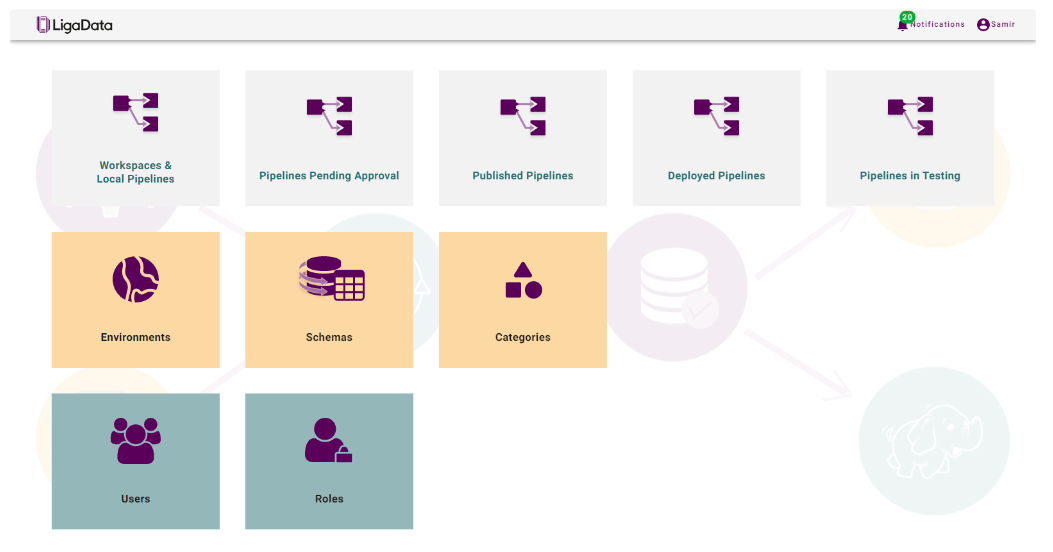 LigaData
20
Notifications
Samir
Workspaces &
Local Pipelines
Pipelines Pending Approval
Published Pipelines
Deployed Pipelines
Pipelines in Testing
Environments
Schemas
Categories
Users
Roles